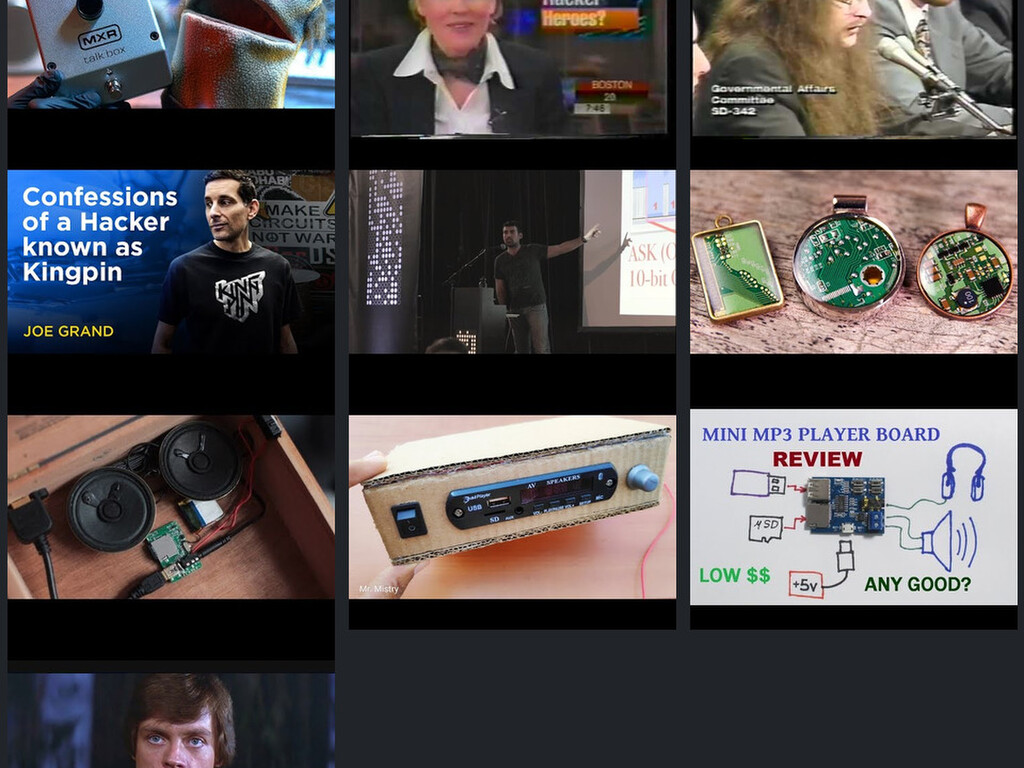 MXR
talk box
Hacker
Heroes?
BOSTON
20
7:46
Governmental Affairs
Committee
SD-342
Confessions
of a Hacker
known as
Kingpin
JOE GRAND
MAKE
CIRCUITS
NOT WAR
ASK (O
10-bit
AV SPEAKERS
USB
SD
Mr. Mistry
MINI MP3 PLAYER BOARD
REVIEW
µSD
LOW $$
+5v
ANY GOOD?